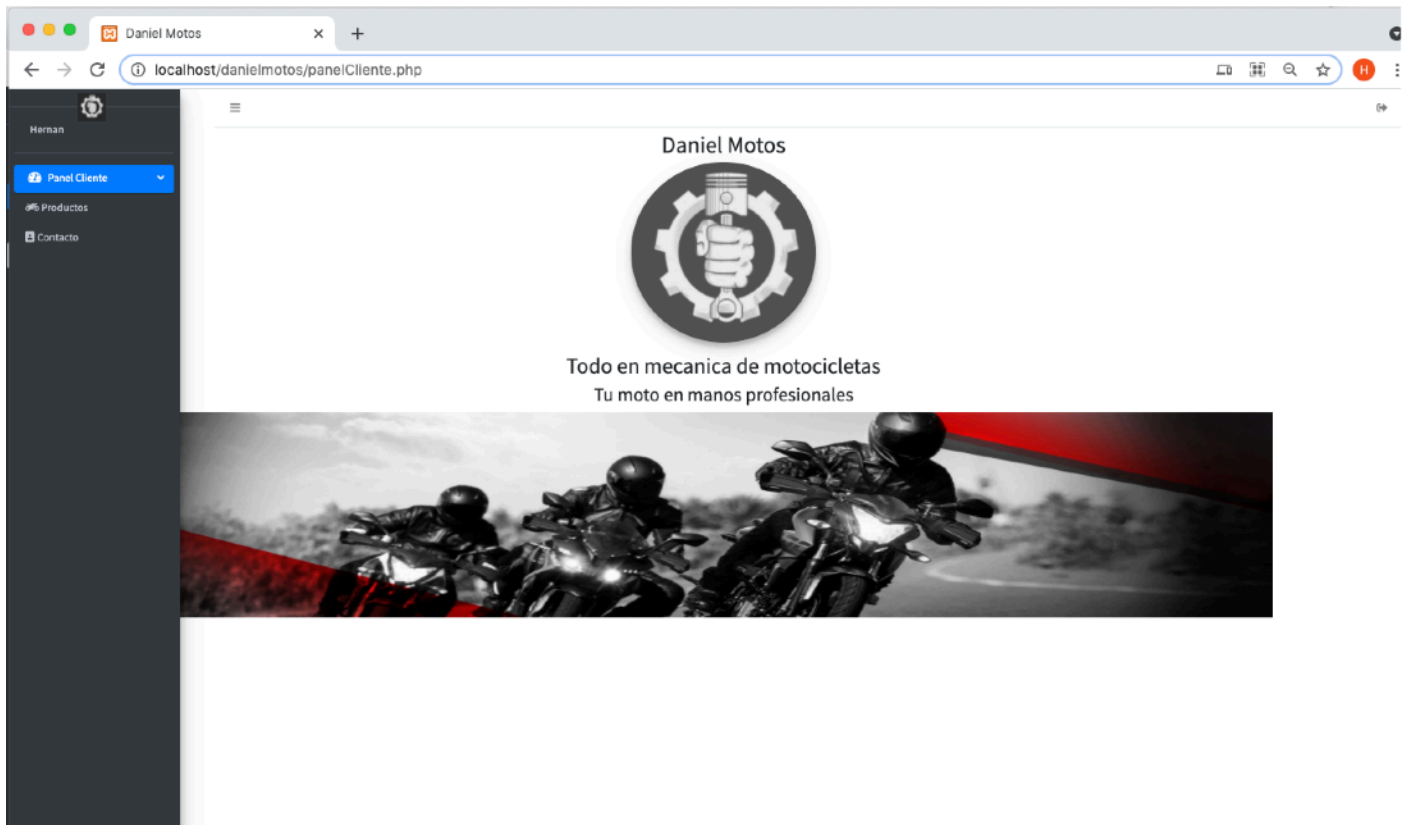 Daniel Motos
localhost/danielmotos/panelCliente.php
H
Hernan
Panel Cliente
Productos
Contacto
Daniel Motos
Todo en mecanica de motocicletas
Tu moto en manos profesionales